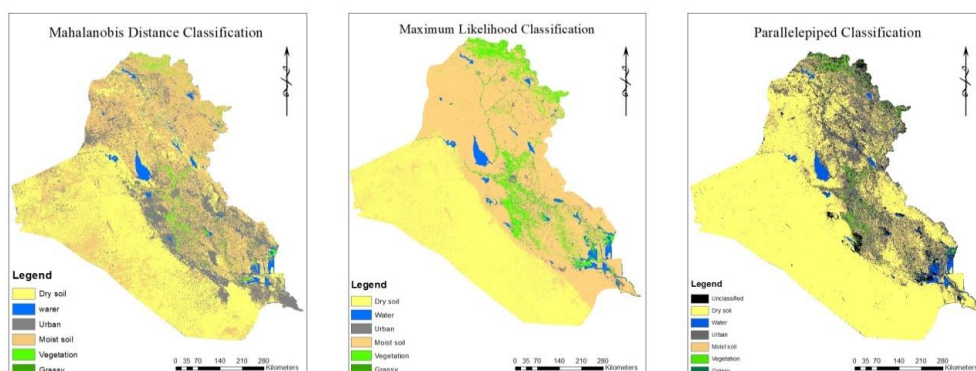 Mahalanobis Distance Classification
Legend
Dry soil
warer
Urban
Moist soil
Vegetation
Grassy
0 35 70 140 210 280
Kilometers
Maximum Likelihood Classification
Legend
Dry soil
Water
Urban
Moist soil
Vegetation
Grassy
0 35 70 140 210 280
Kilometers
Parallelepiped Classification
Legend
Unclassified
Dry soil
Water
Urban
Moist soil
Vegetation
Grassy
0 35 70 140 210 280
Kilometers